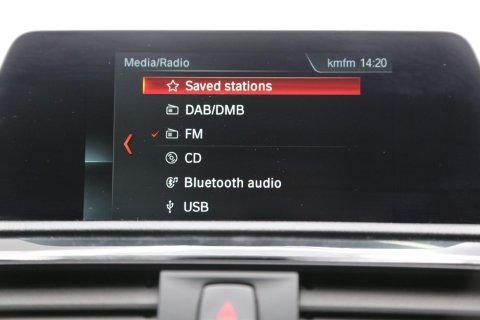 Media/Radio kmfm 14:20
Saved stations
DAB/DMB
FM
CD
Bluetooth audio
USB